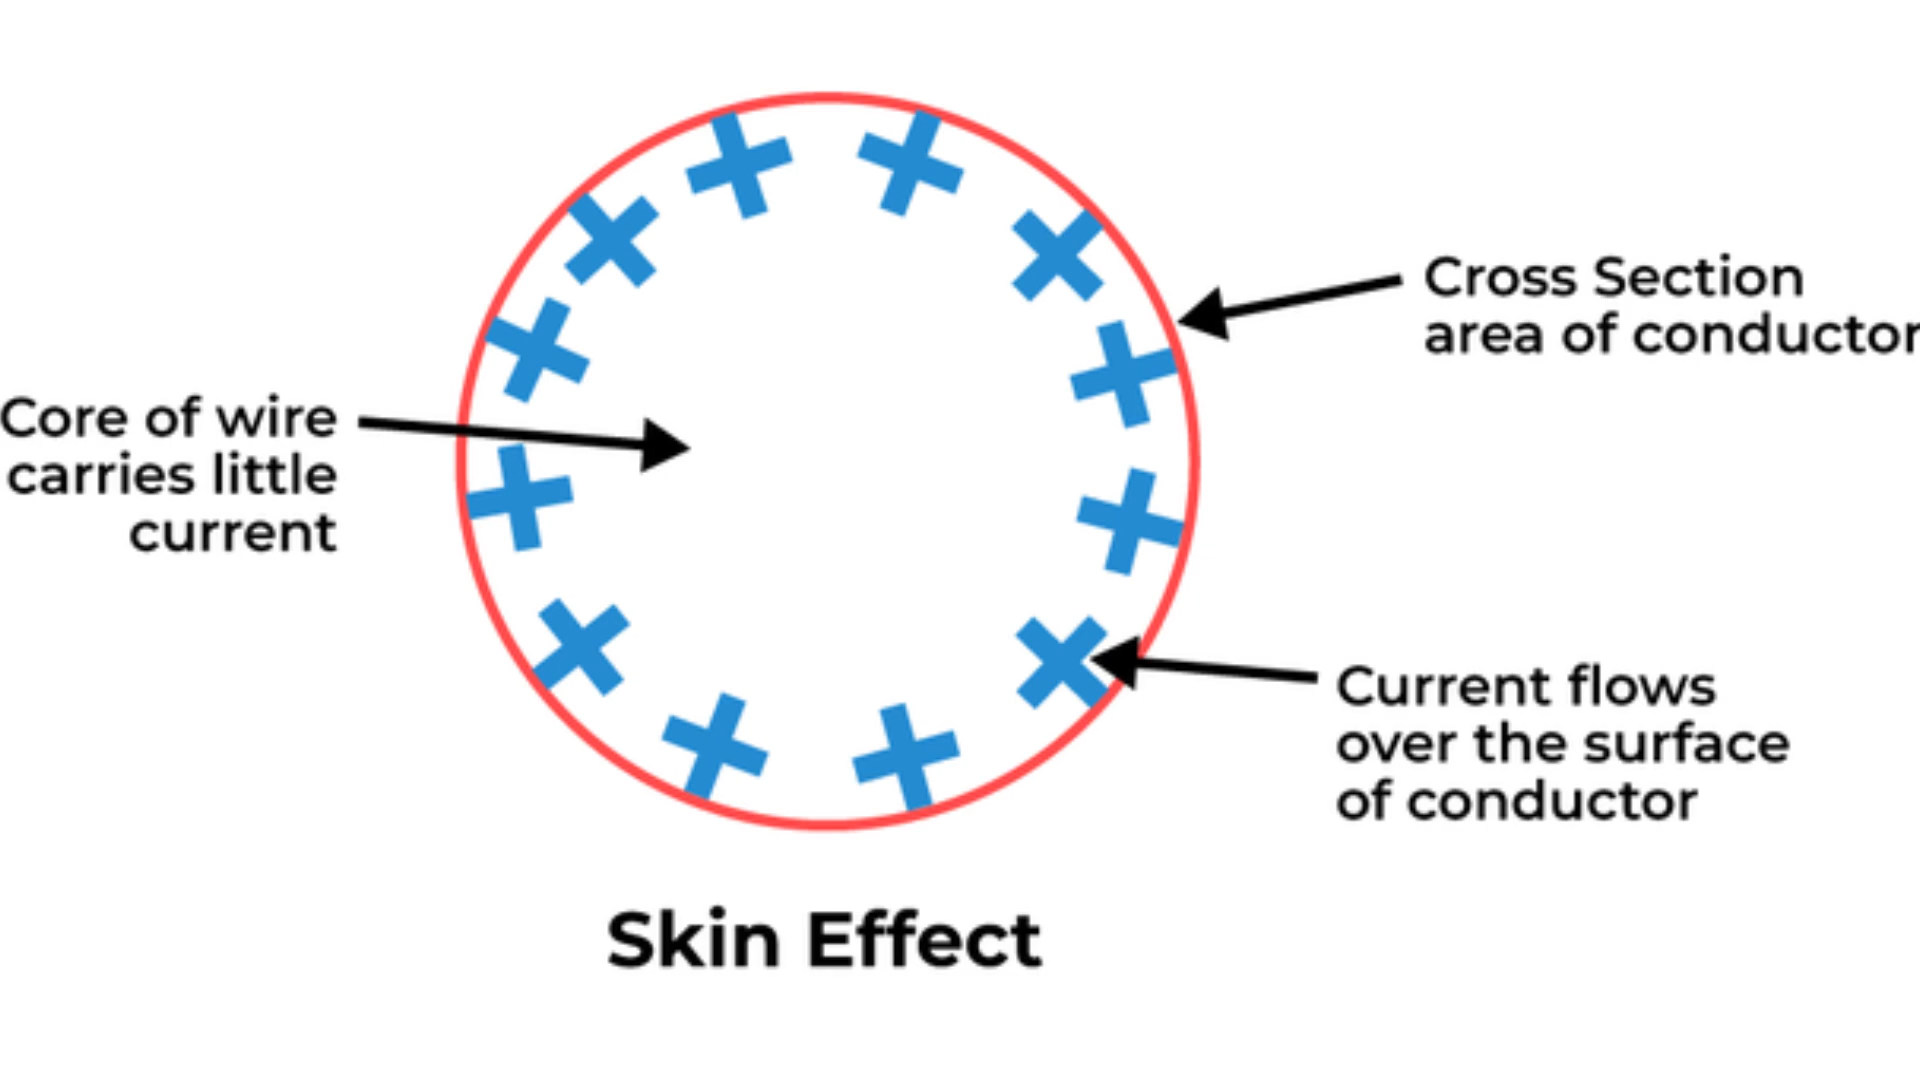 Cross Section
area of conductor
Core of wire
carries little
current
Current flows
over the surface
of conductor
Skin Effect